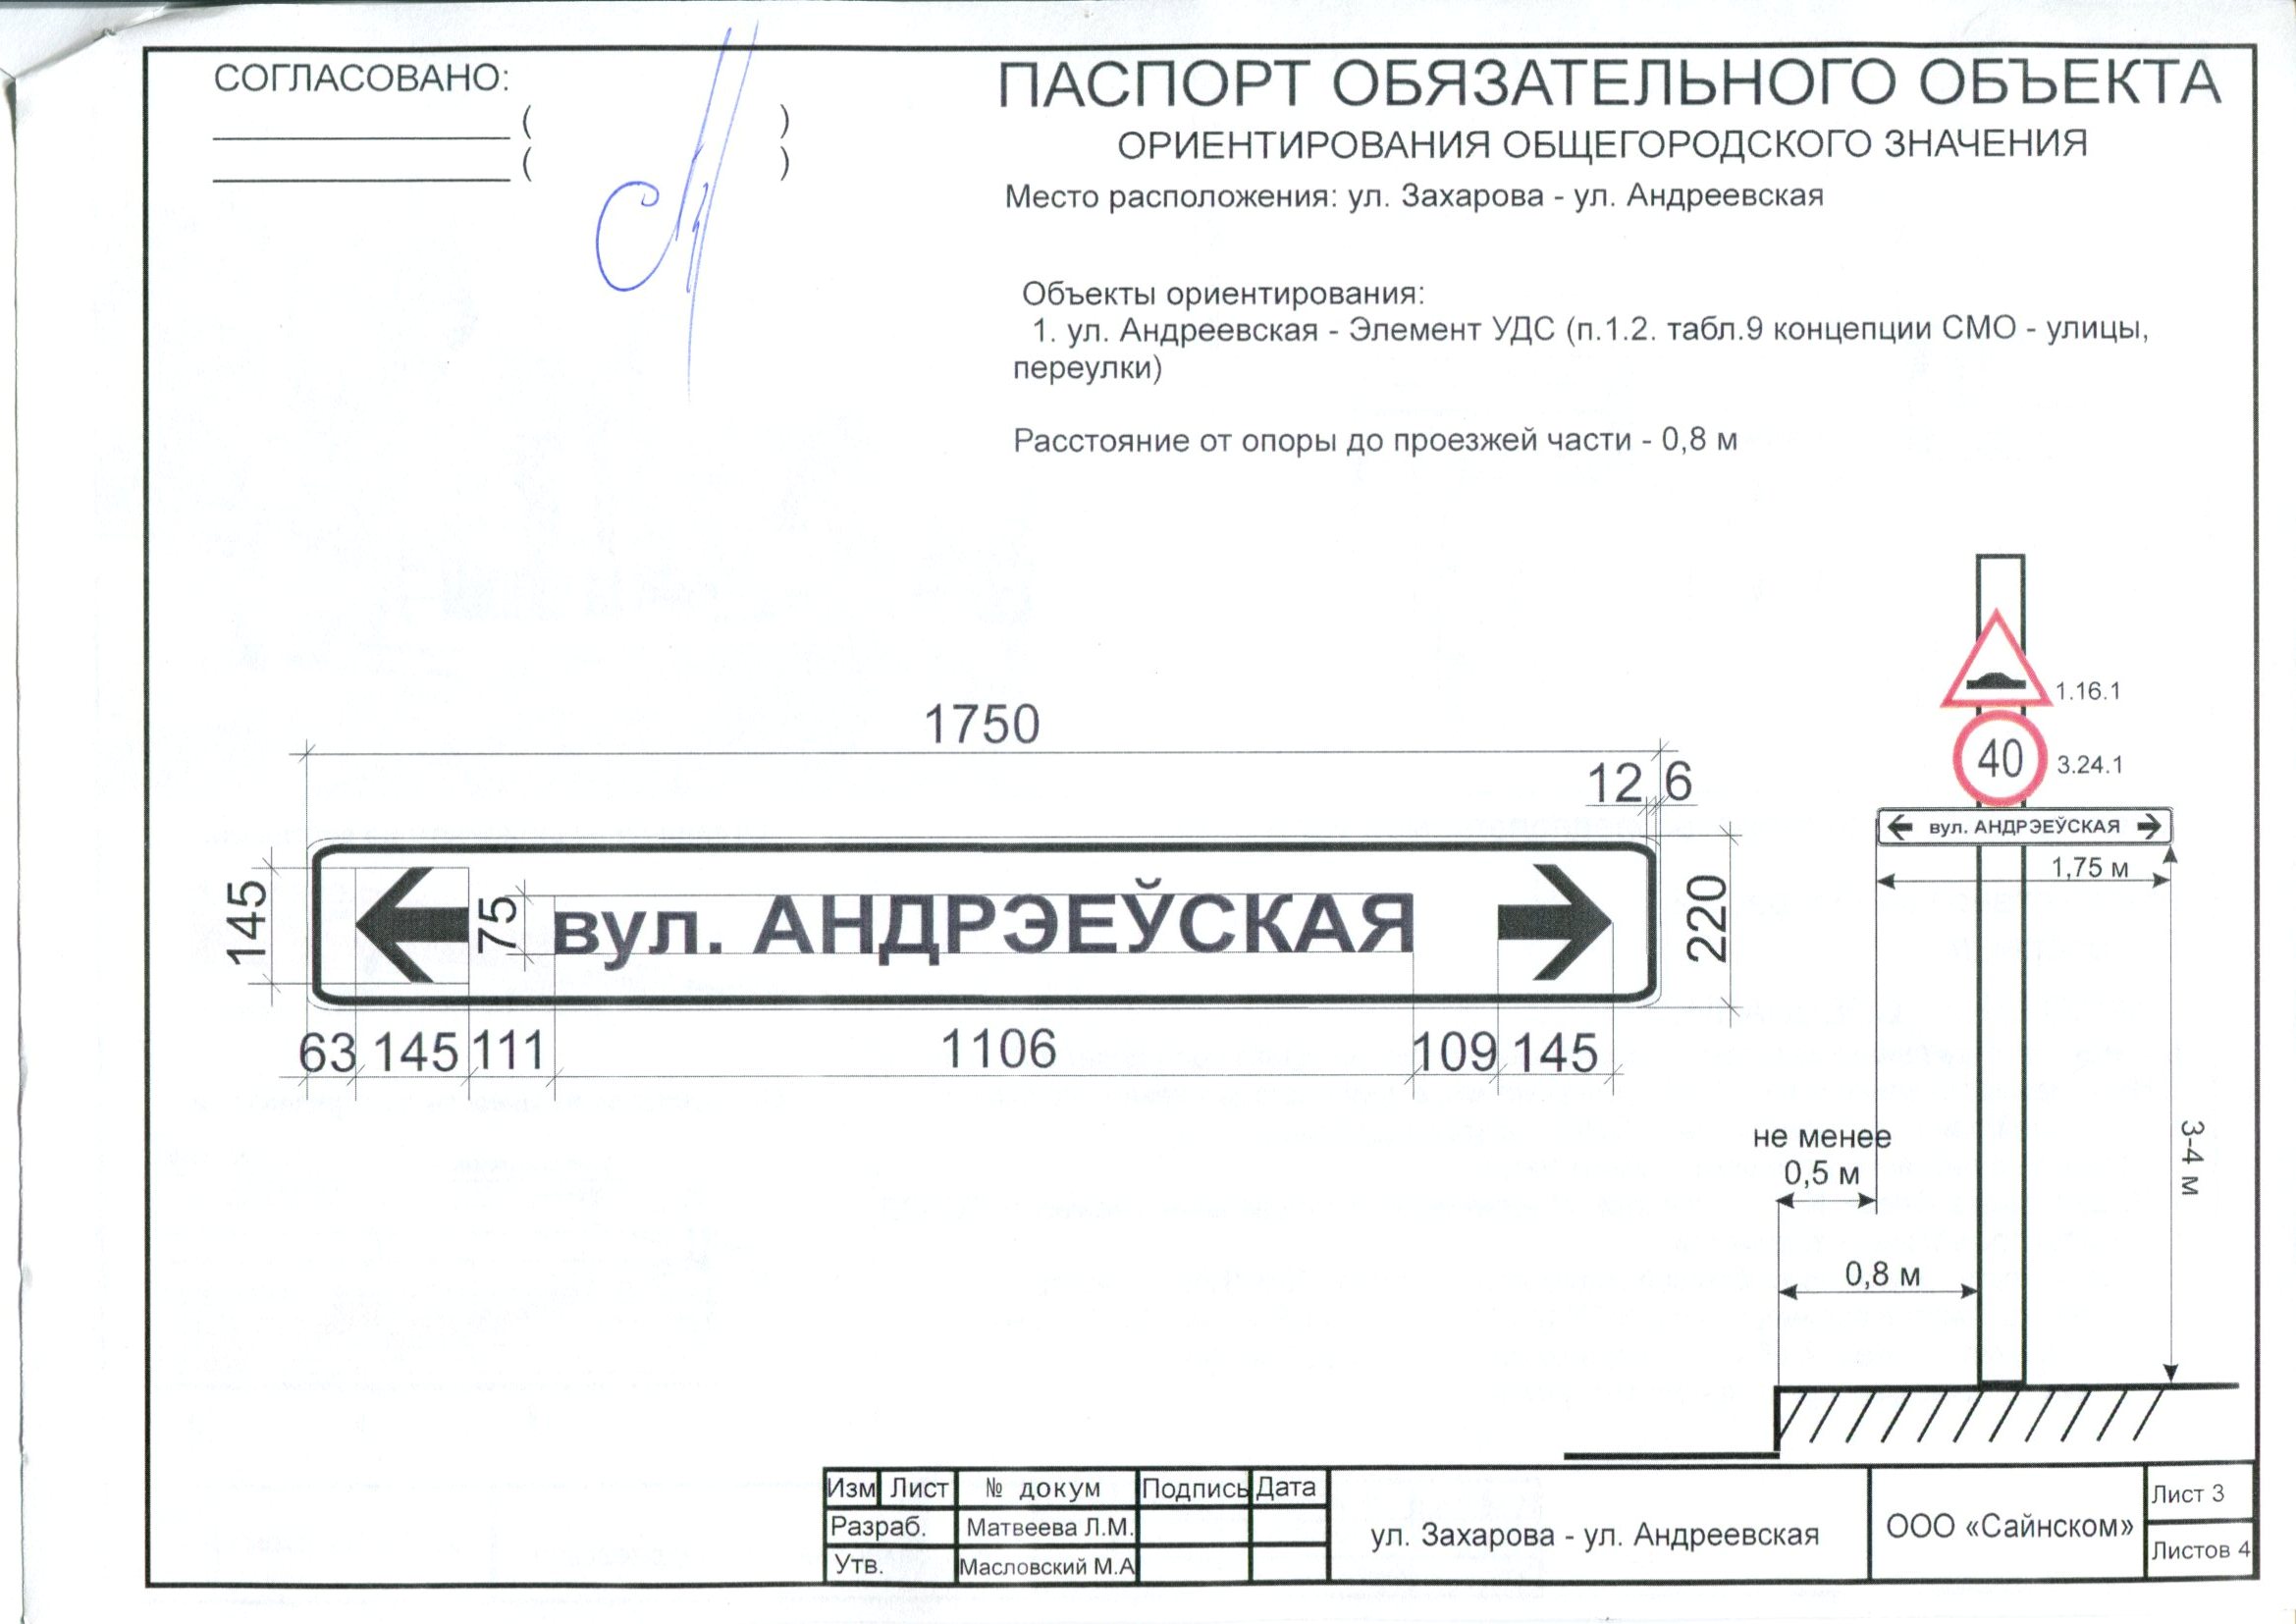 СОГЛАСОВАНО:
____________ ( )
____________ ( )
ПАСПОРТ ОБЯЗАТЕЛЬНОГО ОБЪЕКТА
ОРИЕНТИРОВАНИЯ ОБЩЕГОРОДСКОГО ЗНАЧЕНИЯ
Место расположения: ул. Захарова - ул. Андреевская
Объекты ориентирования:
1. ул. Андреевская - Элемент УДС (п.1.2. табл.9 концепции СМО - улицы,
переулки)
Расстояние от опоры до проезжей части - 0,8 м
1750
12 6
145
75
вул. АНДРЭЕЎСКАЯ
220
63 145 111 1106 109 145
1.16.1
40
3.24.1
вул. АНДРЭЕЎСКАЯ
1,75 м
не менее
0,5 м
3-4 м
0,8 м
Изм Лист № докум Подпись Дата
Разраб. Матвеева Л.М.
Утв. Масловский М.А
ул. Захарова - ул. Андреевская
ООО «Сайнском»
Лист 3
Листов 4